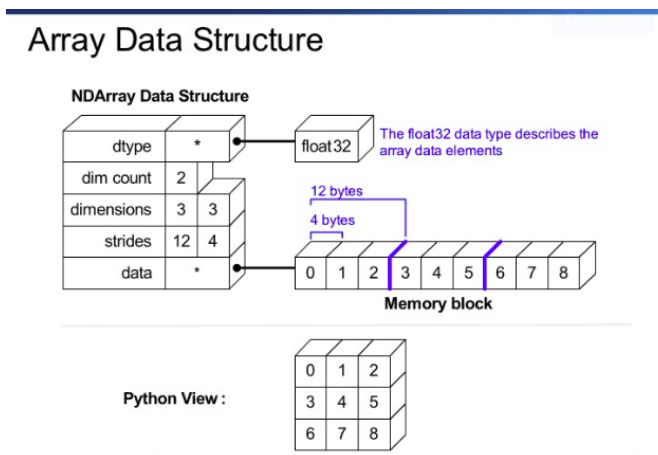 Array Data Structure
NDArray Data Structure
dtype *
float32
The float32 data type describes the
array data elements
dim count 2
dimensions 3 3
strides 12 4
data *
12 bytes
4 bytes
0 1 2 3 4 5 6 7 8
Memory block
Python View :
0 1 2
3 4 5
6 7 8